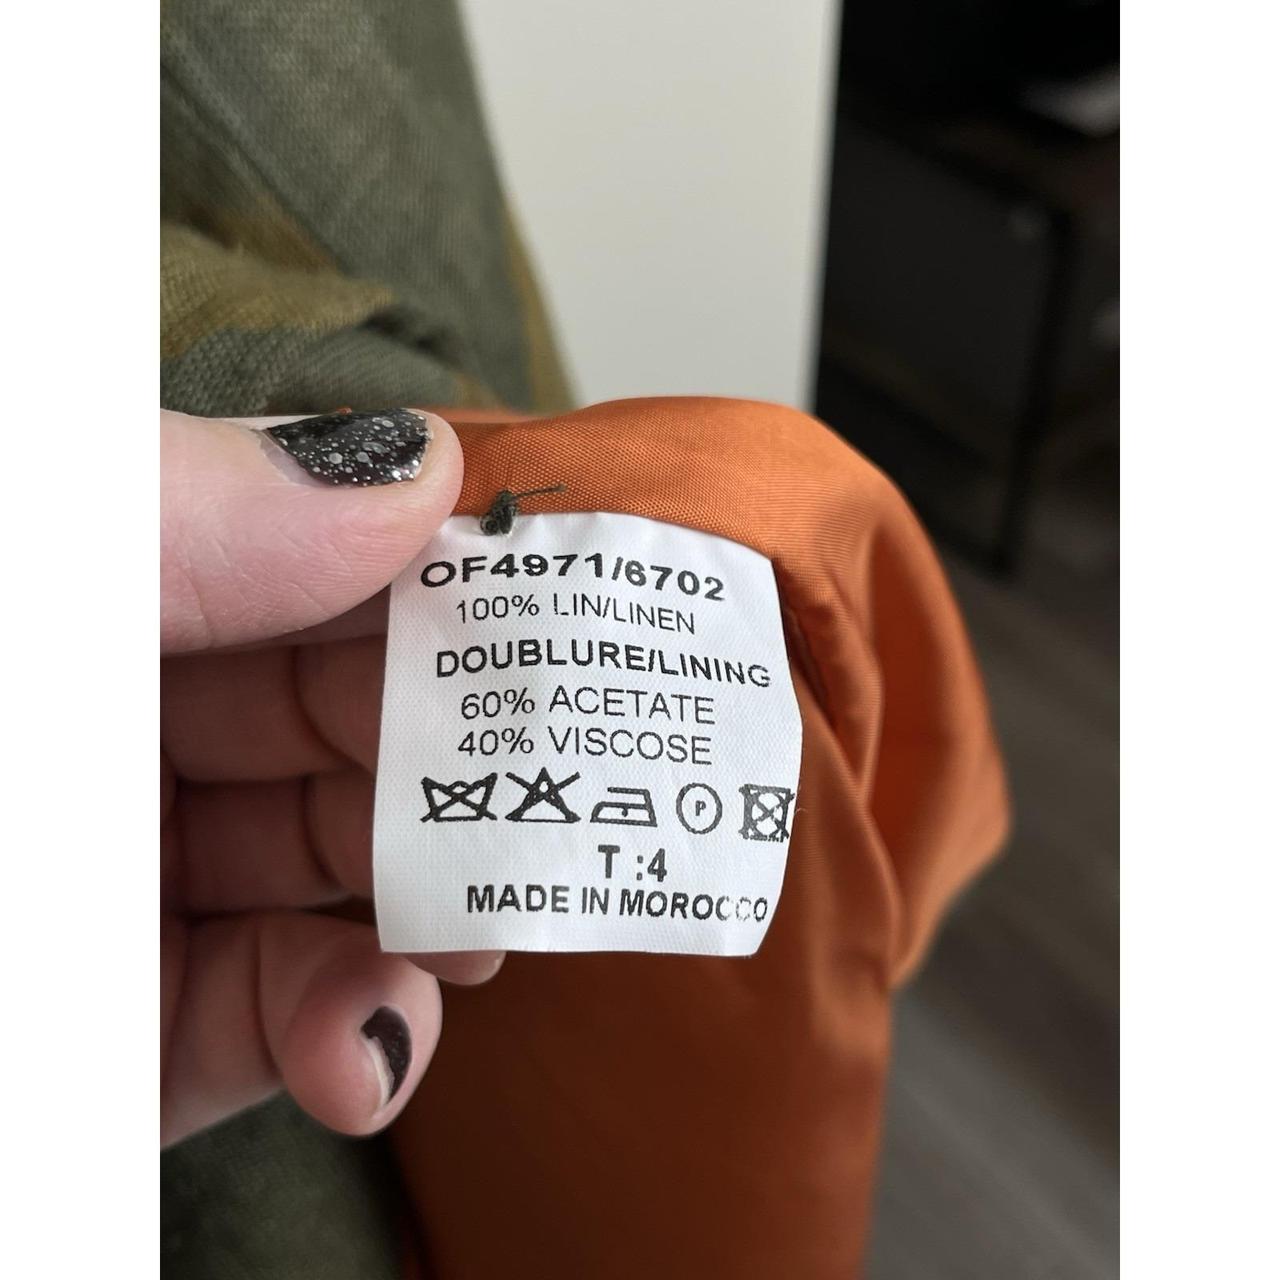 OF4971/6702
100% LIN/LINEN
DOUBLURE/LINING
60% ACETATE
40% VISCOSE
P
T :4
MADE IN MOROCCO